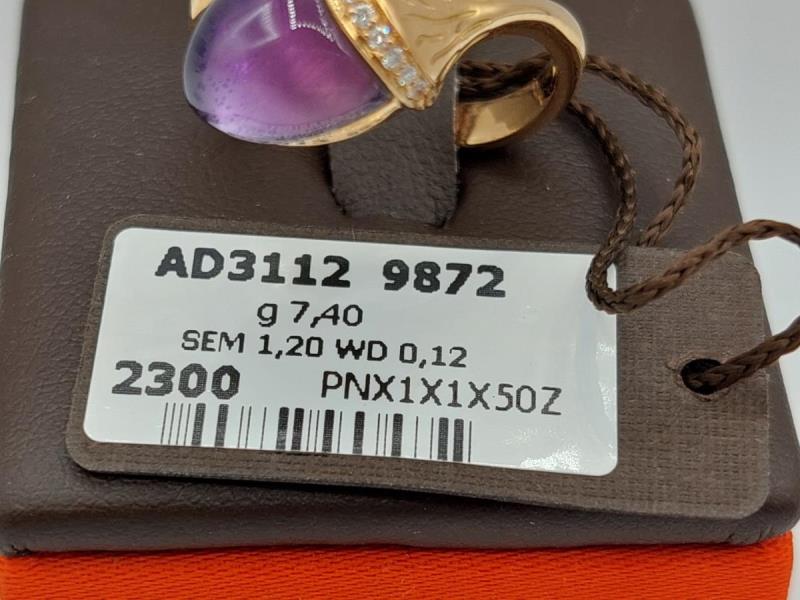 AD3112 9872
g 7,40
SEM 1,20 WD 0,12
2300 PNX1X1X50Z